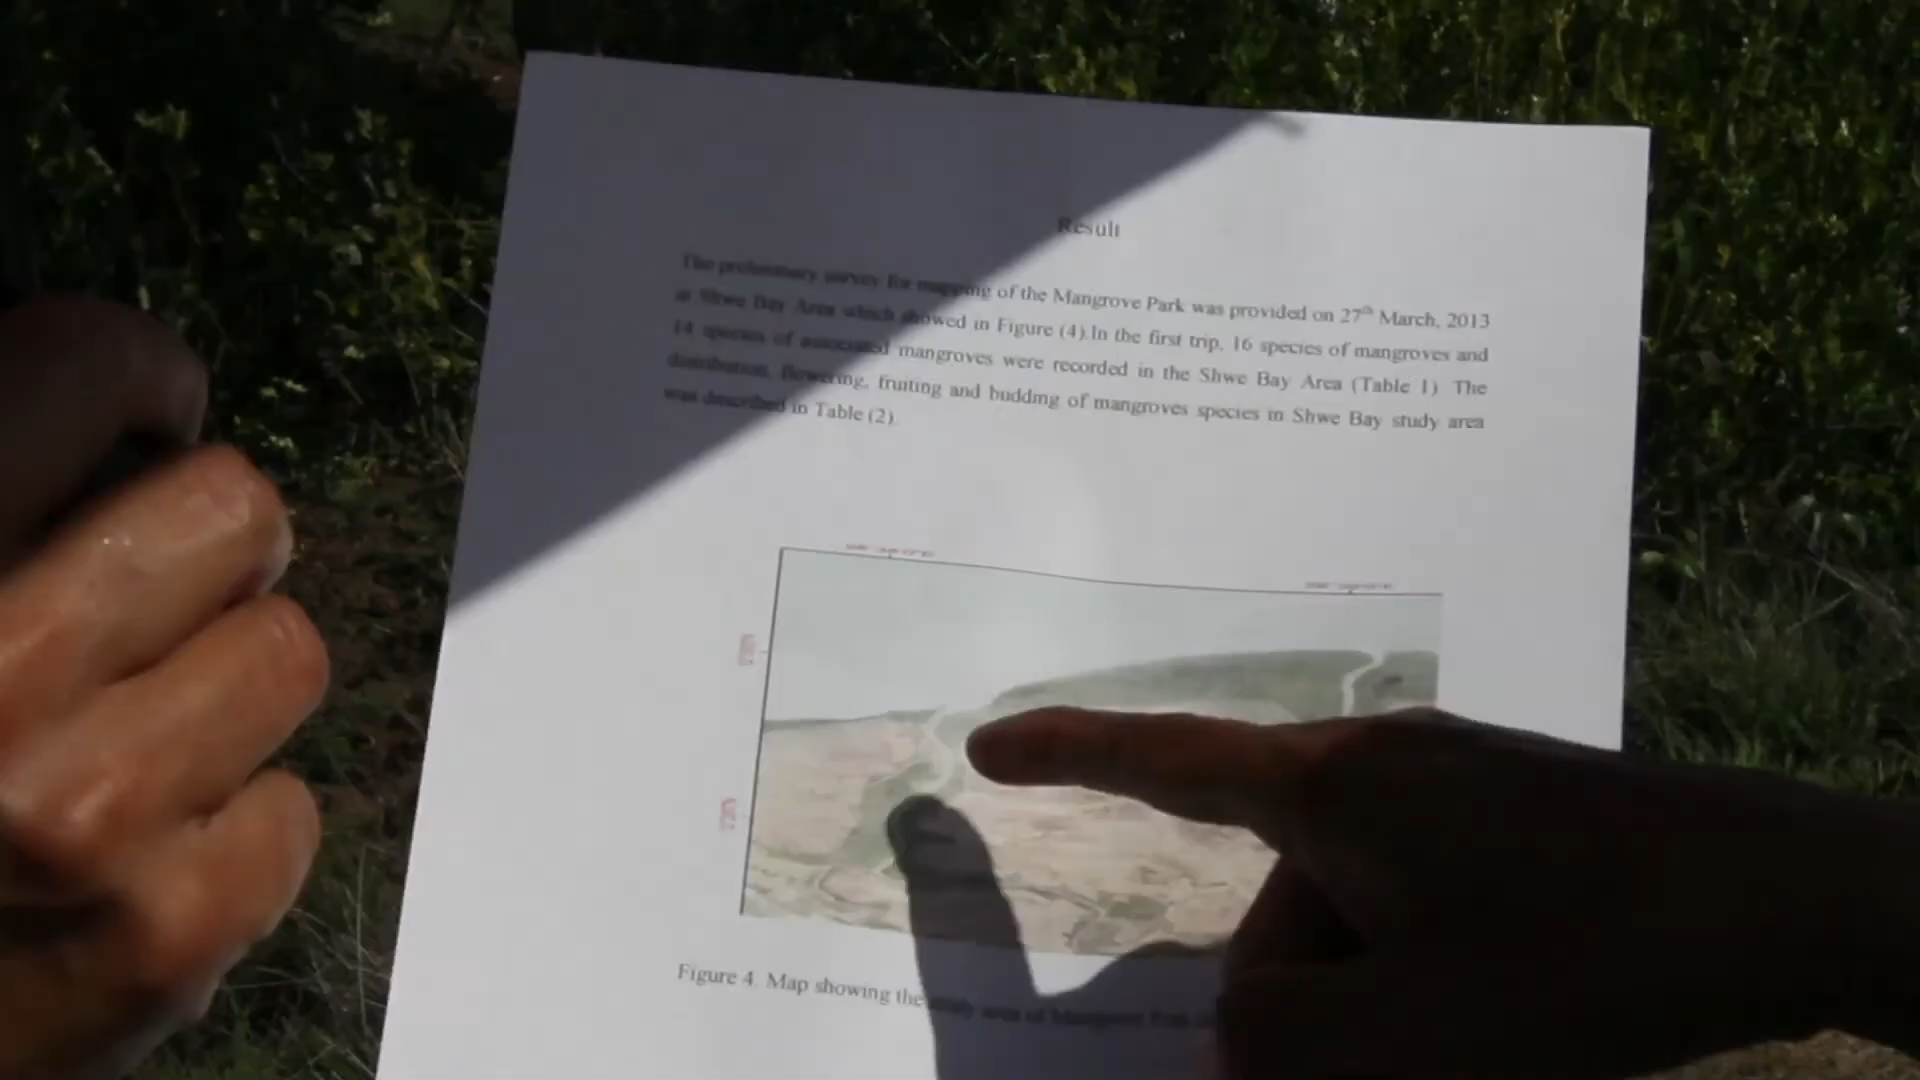 Result
The preliminary survey for mapping of the Mangrove Park was provided on 27th March, 2013
at Shwe Bay Area which showed in Figure (4).In the first trip, 16 species of mangroves and
14 species of associated mangroves were recorded in the Shwe Bay Area (Table 1) The
distribution, flowering, fruiting and budding of mangroves species in Shwe Bay study area
was described in Table (2).
Figure 4. Map showing the study area of Mangrove